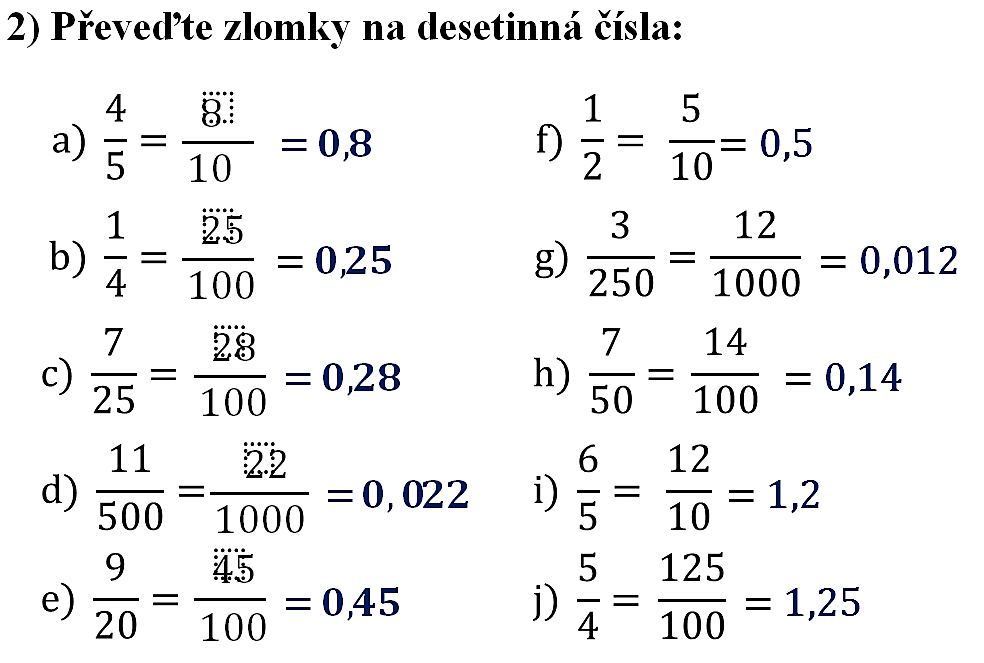 2) Převeďte zlomky na desetinná čísla:
a) 4/5 = 8/10 = 0,8
b) 1/4 = 25/100 = 0,25
c) 7/25 = 28/100 = 0,28
d) 11/500 = 22/1000 = 0,022
e) 9/20 = 45/100 = 0,45
f) 1/2 = 5/10 = 0,5
g) 3/250 = 12/1000 = 0,012
h) 7/50 = 14/100 = 0,14
i) 6/5 = 12/10 = 1,2
j) 5/4 = 125/100 = 1,25